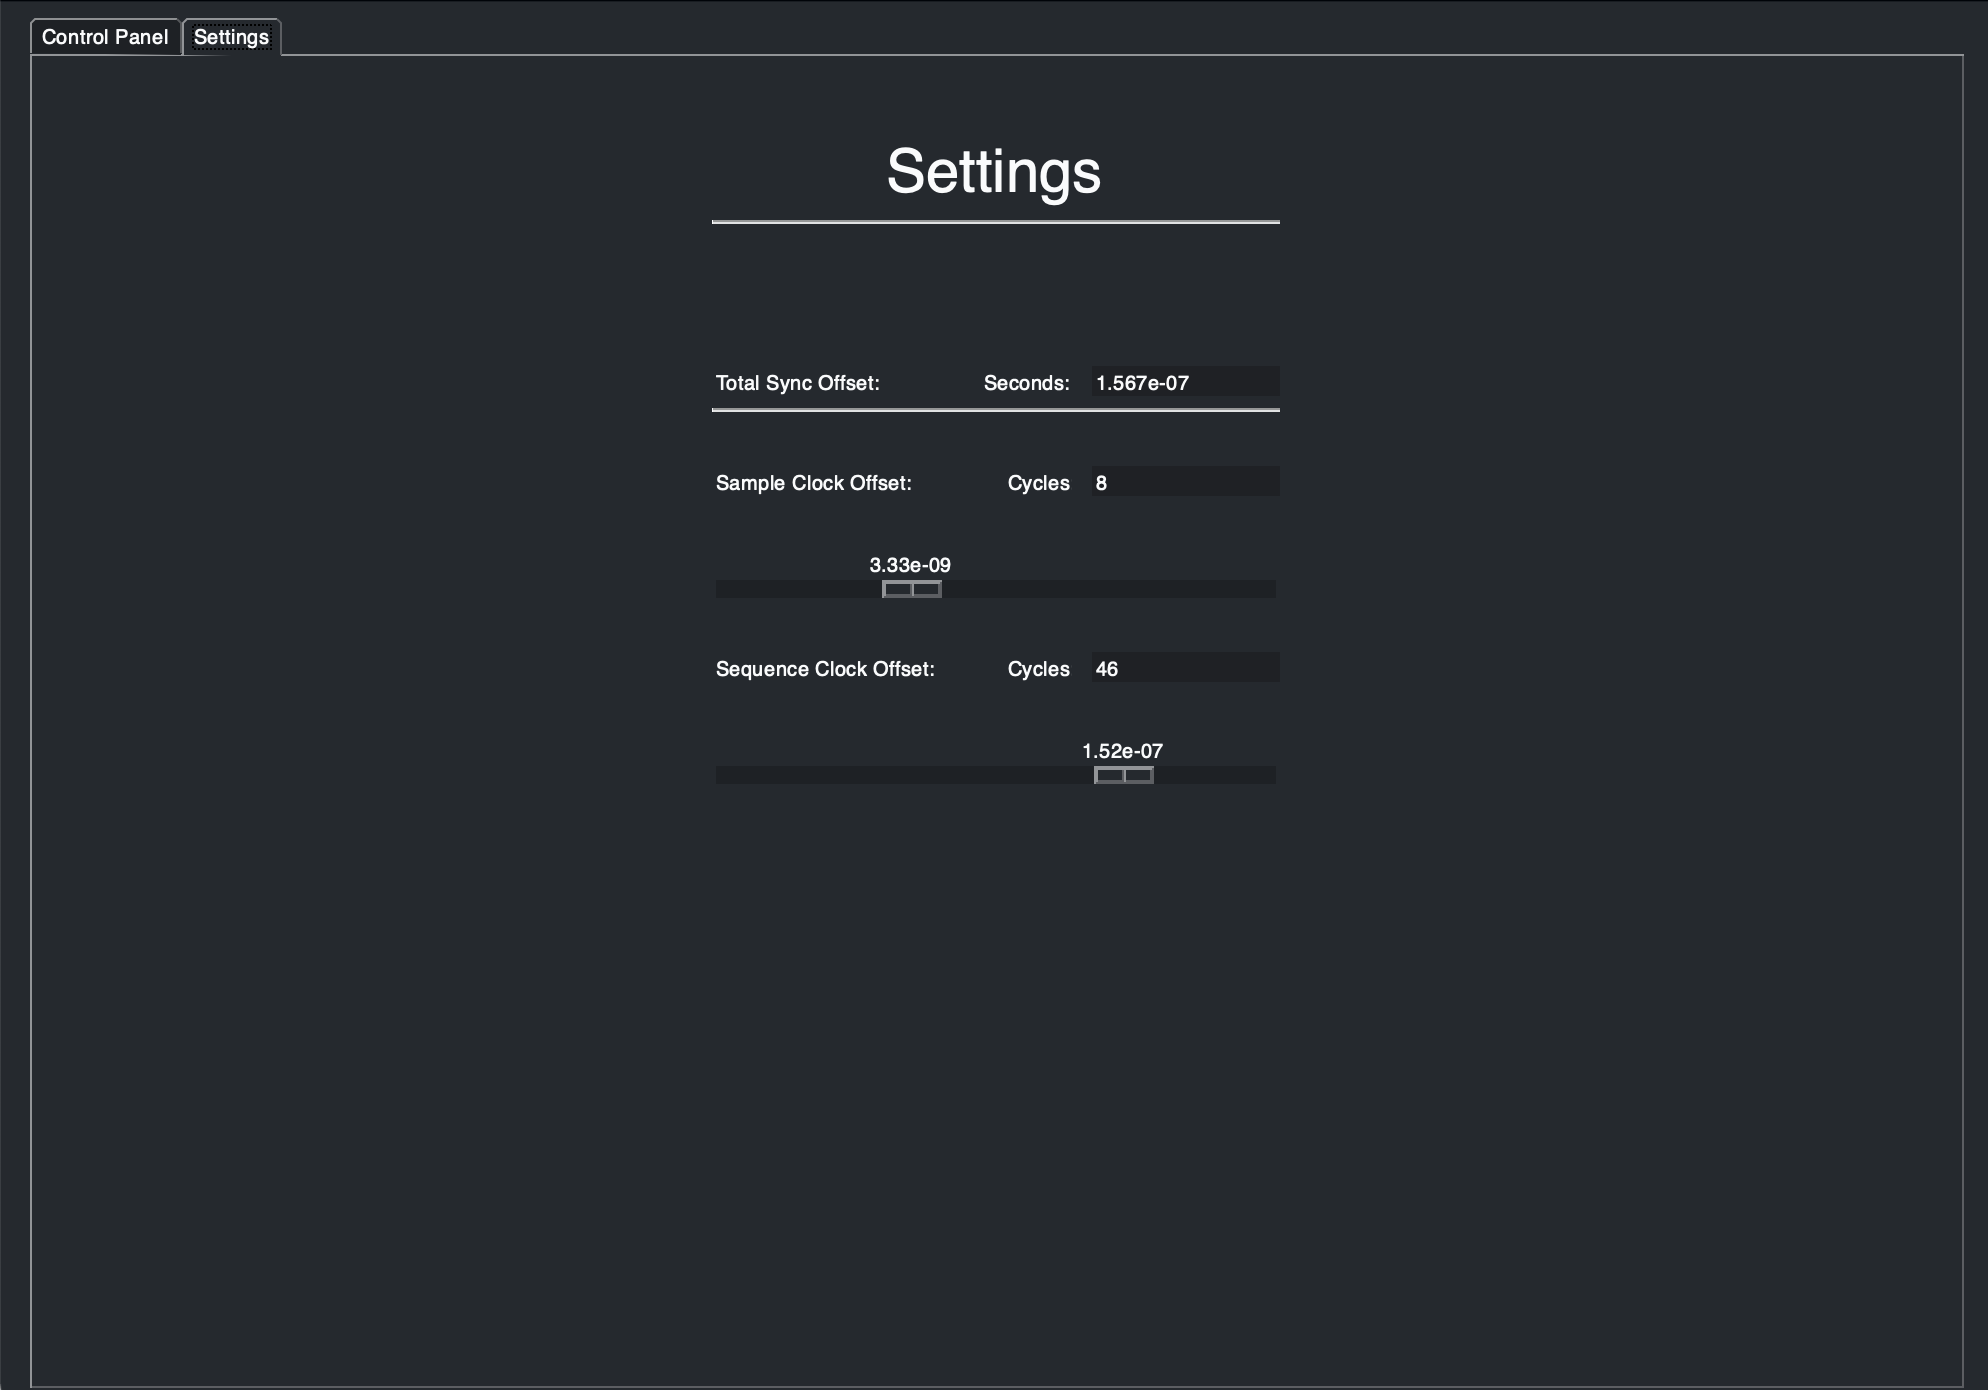 Control Panel Settings
Settings
Total Sync Offset: Seconds: 1.567e-07
Sample Clock Offset: Cycles 8
3.33e-09
Sequence Clock Offset: Cycles 46
1.52e-07